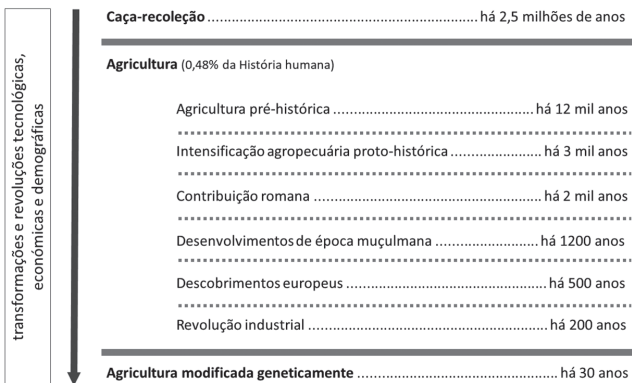 transformações e revoluções tecnológicas,
económicas e demográficas
Caça-recoleção ........................................................ há 2,5 milhões de anos
Agricultura (0,48% da História humana)
Agricultura pré-histórica .......................................... há 12 mil anos
Intensificação agropecuária proto-histórica ................... há 3 mil anos
Contribuição romana ................................................ há 2 mil anos
Desenvolvimentos de época muçulmana ...................... há 1200 anos
Descobrimentos europeus .......................................... há 500 anos
Revolução industrial .................................................. há 200 anos
Agricultura modificada geneticamente .......................................... há 30 anos